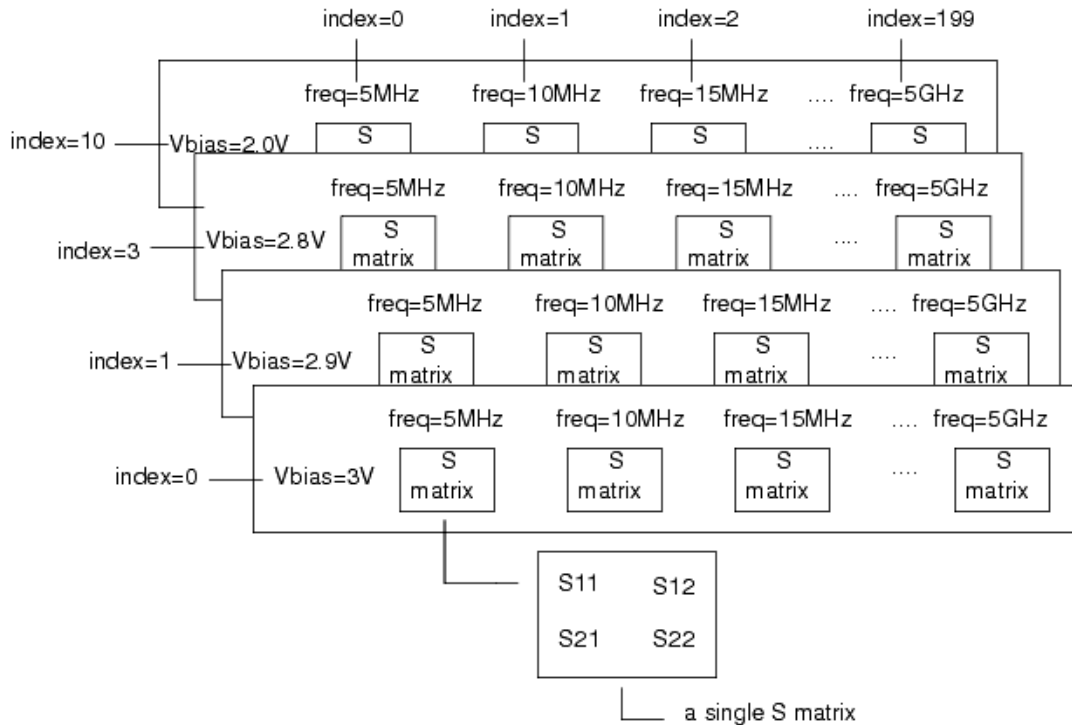 index=0 index=1 index=2 index=199
freq=5MHz freq=10MHz freq=15MHz .... freq=5GHz
index=10 Vbias=2.0V S S S .... S
freq=5MHz freq=10MHz freq=15MHz .... freq=5GHz
index=3 Vbias=2.8V S S S .... S
matrix matrix matrix matrix
freq=5MHz freq=10MHz freq=15MHz .... freq=5GHz
index=1 Vbias=2.9V S S S .... S
matrix matrix matrix matrix
freq=5MHz freq=10MHz freq=15MHz .... freq=5GHz
index=0 Vbias=3V S S S .... S
matrix matrix matrix matrix
S11 S12
S21 S22
a single S matrix